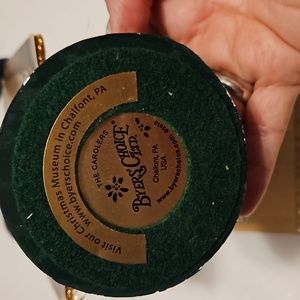 Visit our Christmas Museum in Chalfont, PA
www.byerschoice.com
THE CAROLERS
BYERS' CHOICE
LTD.
Chalfont, PA
USA
www.byerschoice